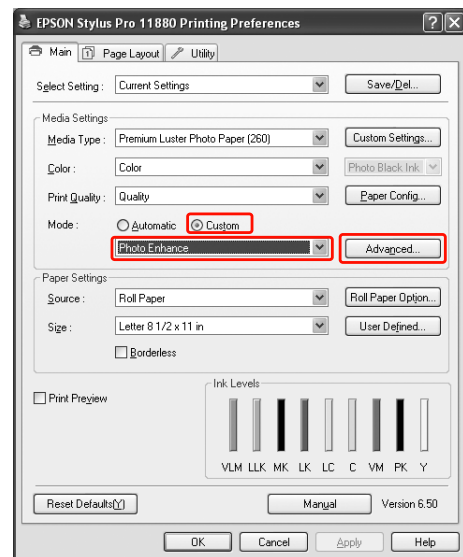 EPSON Stylus Pro 11880 Printing Preferences
Main Page Layout Utility
Select Setting : Current Settings Save/Del...
Media Settings
Media Type : Premium Luster Photo Paper (260) Custom Settings...
Color : Color Photo Black Ink
Print Quality : Quality Paper Config...
Mode : Automatic Custom
Photo Enhance Advanced...
Paper Settings
Source : Roll Paper Roll Paper Option...
Size : Letter 8 1/2 x 11 in User Defined...
Borderless
Print Preview
Ink Levels
VLM LLK MK LK LC C VM PK Y
Reset Defaults(Y) Manual Version 6.50
OK Cancel Apply Help